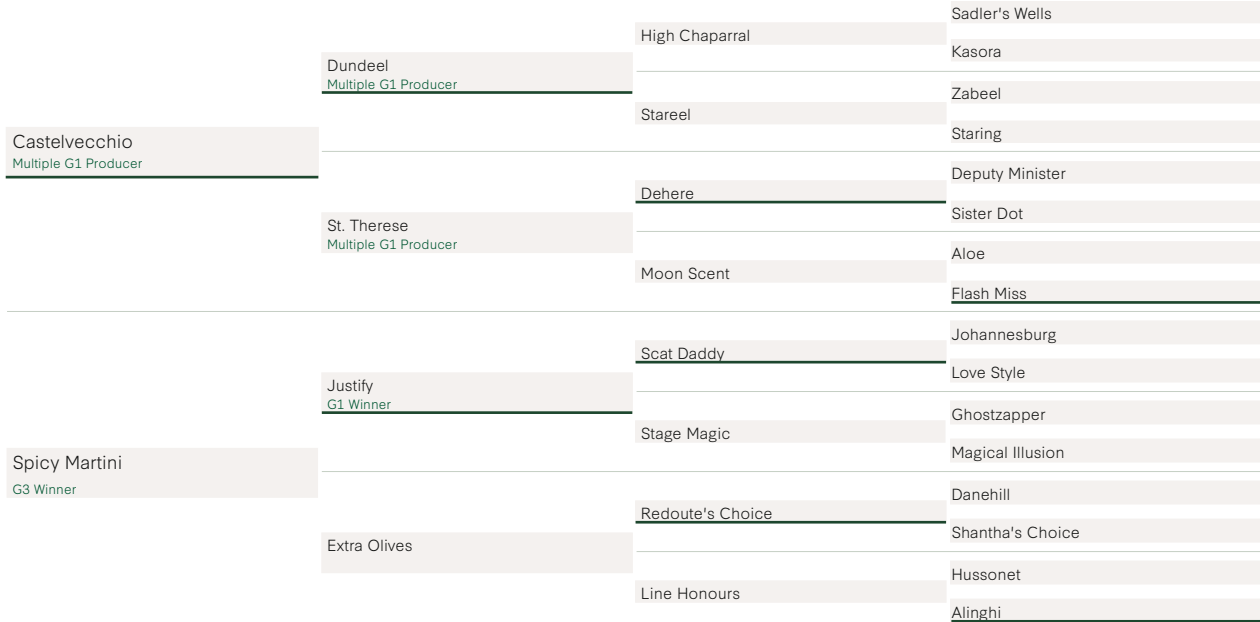 Sadler's Wells
High Chaparral
Kasora
Dundeel
Multiple G1 Producer
Zabeel
Stareel
Staring
Castelvecchio
Multiple G1 Producer
Deputy Minister
Dehere
Sister Dot
St. Therese
Multiple G1 Producer
Aloe
Moon Scent
Flash Miss
Johannesburg
Scat Daddy
Love Style
Justify
G1 Winner
Ghostzapper
Stage Magic
Magical Illusion
Spicy Martini
G3 Winner
Danehill
Redoute's Choice
Shantha's Choice
Extra Olives
Hussonet
Line Honours
Alinghi